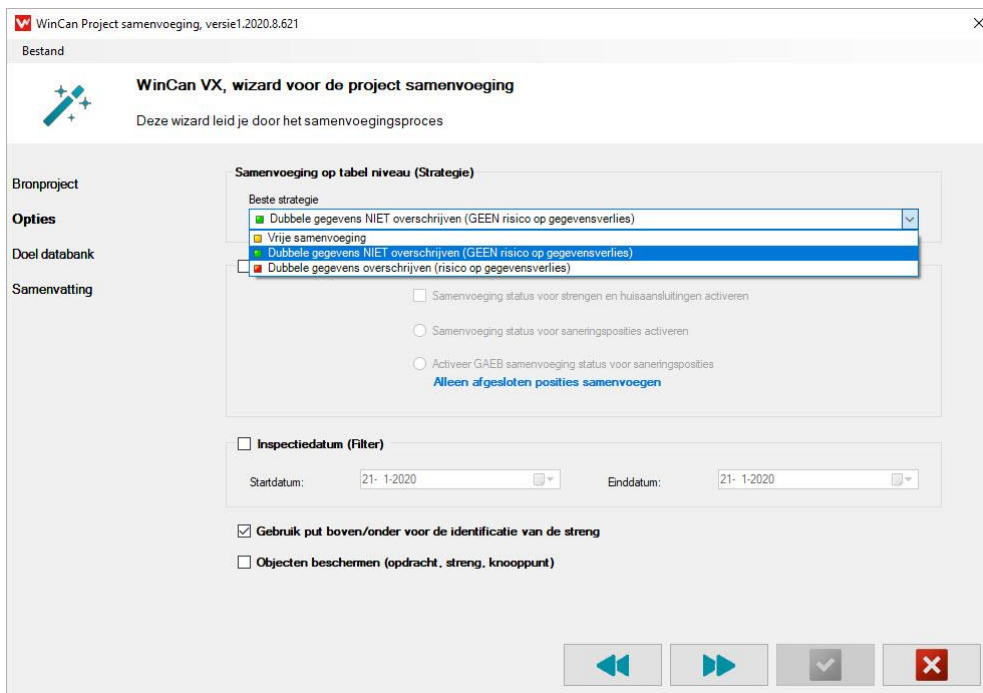 WinCan Project samenvoeging, versie1.2020.8.621
Bestand
WinCan VX, wizard voor de project samenvoeging
Deze wizard leid je door het samenvoegingsproces
Bronproject
Opties
Doel databank
Samenvatting
Samenvoeging op tabel niveau (Strategie)
Beste strategie
Dubbele gegevens NIET overschrijven (GEEN risico op gegevensverlies)
Vrije samenvoeging
Dubbele gegevens NIET overschrijven (GEEN risico op gegevensverlies)
Dubbele gegevens overschrijven (risico op gegevensverlies)
Samenvoeging status voor strengen en huisaansluitingen activeren
Samenvoeging status voor saneringsposities activeren
Activeer GAEB samenvoeging status voor saneringsposities
Alleen afgesloten posities samenvoegen
Inspectiedatum (Filter)
Startdatum: 21- 1-2020 Einddatum: 21- 1-2020
Gebruik put boven/onder voor de identificatie van de streng
Objecten beschermen (opdracht, streng, knooppunt)